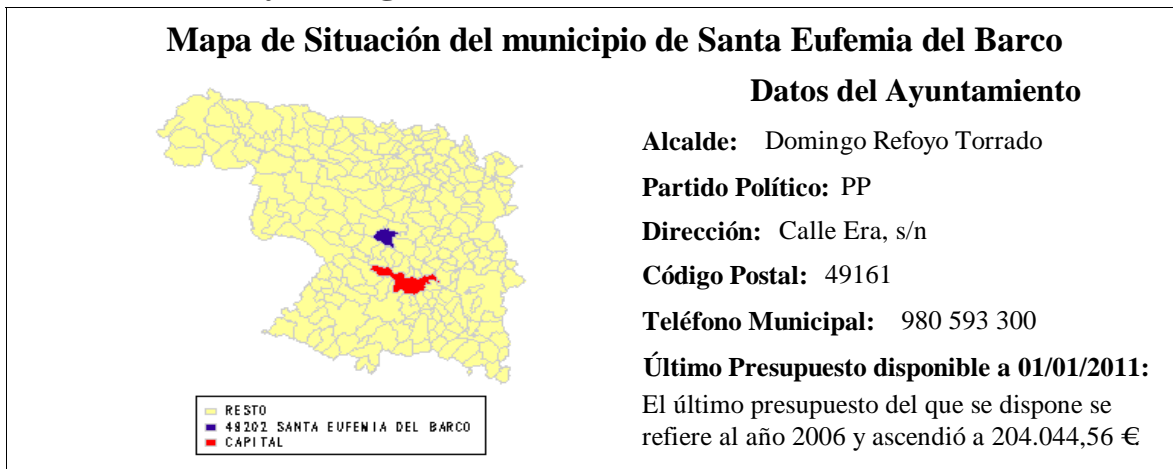 Mapa de Situación del municipio de Santa Eufemia del Barco
Datos del Ayuntamiento
Alcalde: Domingo Refoyo Torrado
Partido Político: PP
Dirección: Calle Era, s/n
Código Postal: 49161
Teléfono Municipal: 980 593 300
Último Presupuesto disponible a 01/01/2011:
El último presupuesto del que se dispone se
refiere al año 2006 y ascendió a 204.044,56 €
RESTO
49202 SANTA EUFEMIA DEL BARCO
CAPITAL